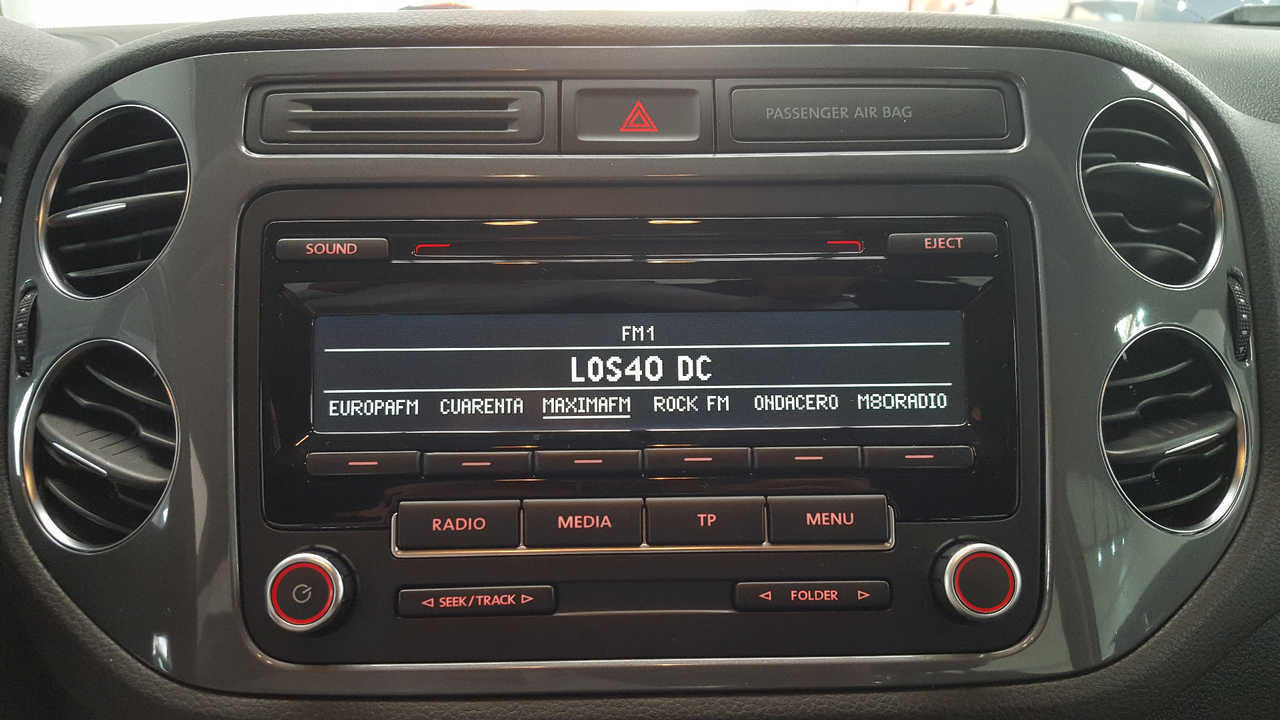 PASSENGER AIR BAG
SOUND
EJECT
FM1
LOS40 DC
EUROPAFM CUARENTA MAXIMAFM ROCK FM ONDACERO M80RADIO
RADIO MEDIA TP MENU
◁ SEEK/TRACK ▷
◁ FOLDER ▷